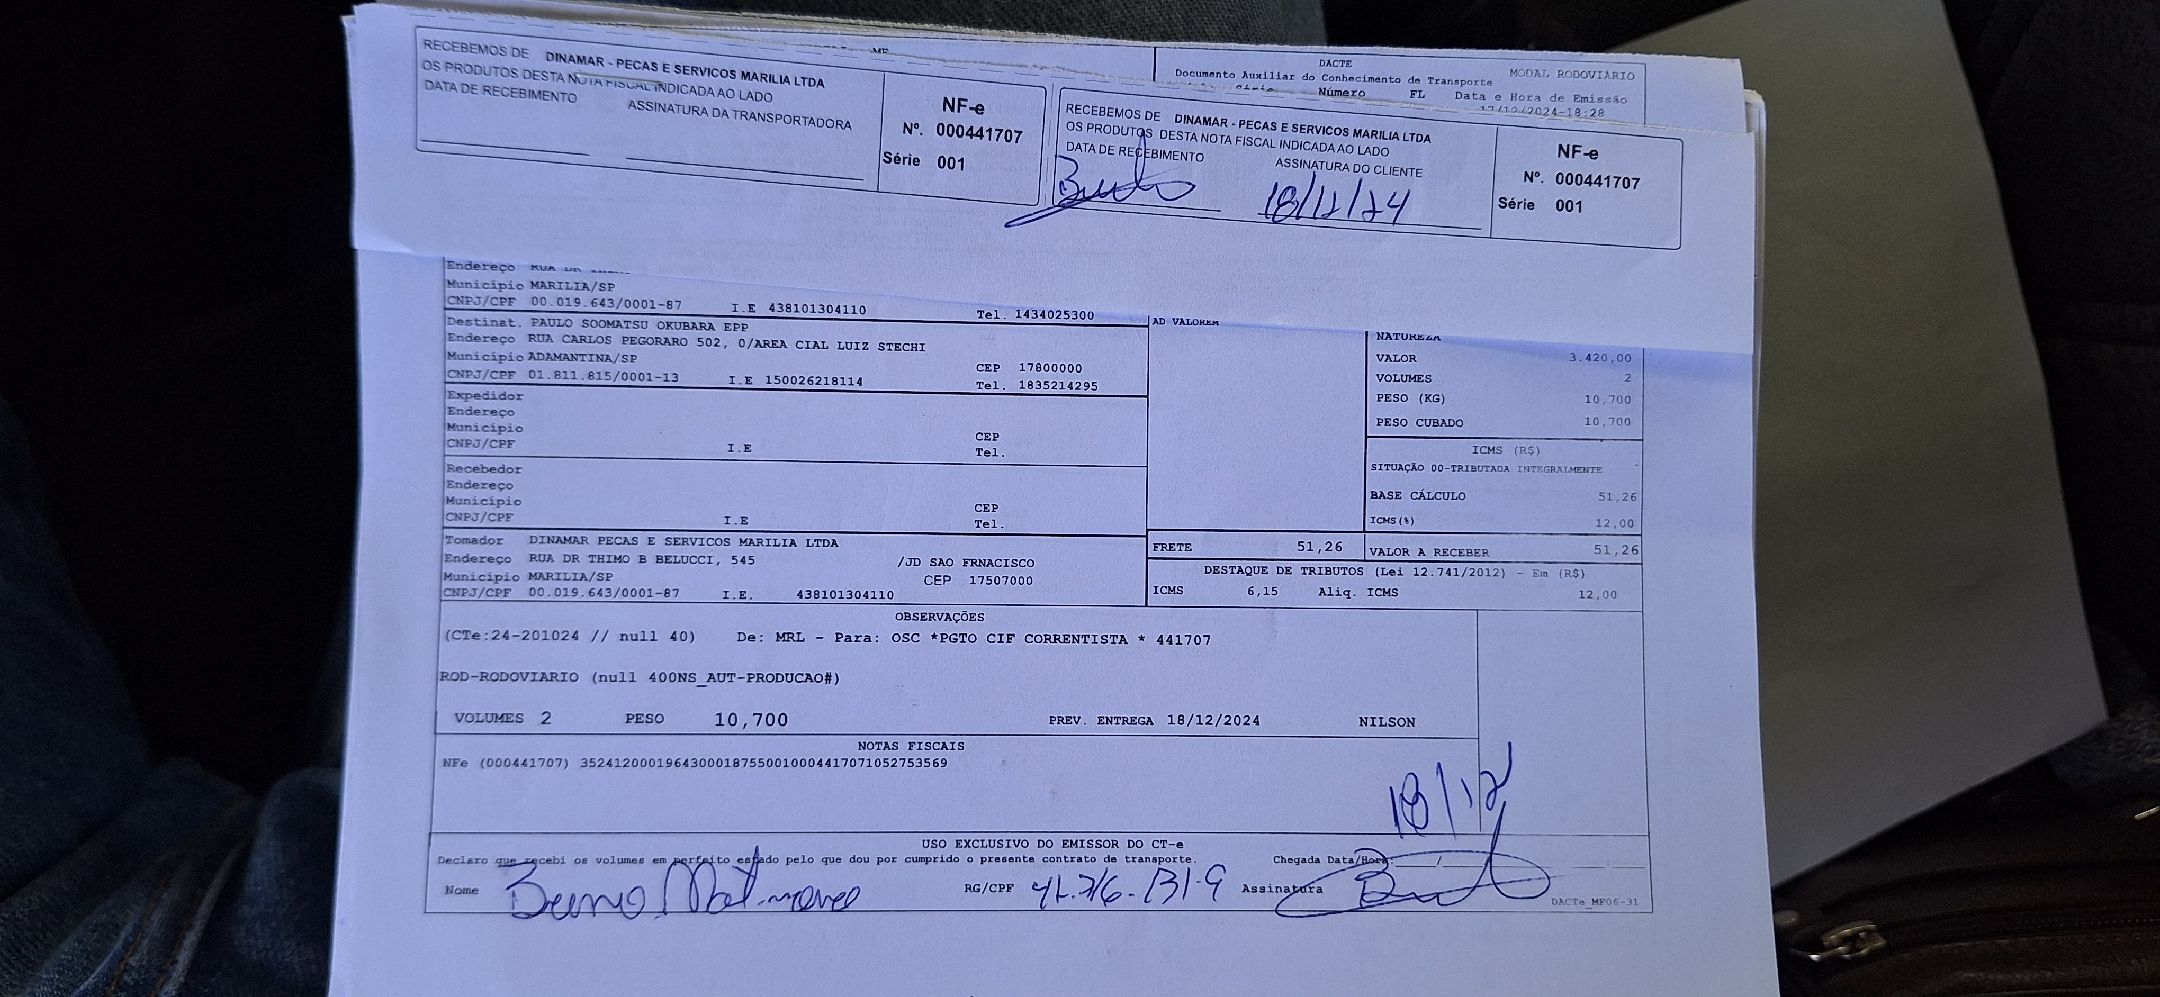 RECEBEMOS DE DINAMAR - PECAS E SERVICOS MARILIA LTDA
OS PRODUTOS DESTA NOTA FISCAL INDICADA AO LADO
DATA DE RECEBIMENTO
ASSINATURA DA TRANSPORTADORA
NF-e
Nº. 000441707
Série 001
DACTE
Documento Auxiliar do Conhecimento de Transporte
MODAL RODOVIÁRIO
Série Número FL Data e Hora de Emissão
17/12/2024-18:28
RECEBEMOS DE DINAMAR - PECAS E SERVICOS MARILIA LTDA
OS PRODUTOS DESTA NOTA FISCAL INDICADA AO LADO
DATA DE RECEBIMENTO
ASSINATURA DO CLIENTE
18/12/24
NF-e
Nº. 000441707
Série 001
Endereço RUA DR
Município MARILIA/SP
CNPJ/CPF 00.019.643/0001-87 I.E 438101304110 Tel. 1434025300
Destinat. PAULO SOOMATSU OKUBARA EPP
Endereço RUA CARLOS PEGORARO 502, 0/AREA CIAL LUIZ STECHI
Município ADAMANTINA/SP CEP 17800000
CNPJ/CPF 01.811.815/0001-13 I.E 150026218114 Tel. 1835214295
Expedidor
Endereço
Município CEP
CNPJ/CPF I.E Tel.
Recebedor
Endereço
Município CEP
CNPJ/CPF I.E Tel.
Tomador DINAMAR PECAS E SERVICOS MARILIA LTDA
Endereço RUA DR THIMO B BELUCCI, 545 /JD SAO FRNACISCO
Município MARILIA/SP CEP 17507000
CNPJ/CPF 00.019.643/0001-87 I.E. 438101304110
AD VALOREM
NATUREZA
VALOR 3.420,00
VOLUMES 2
PESO (KG) 10,700
PESO CUBADO 10,700
ICMS (R$)
SITUAÇÃO 00-TRIBUTADA INTEGRALMENTE
BASE CÁLCULO 51,26
ICMS(%) 12,00
FRETE 51,26 VALOR A RECEBER 51,26
DESTAQUE DE TRIBUTOS (Lei 12.741/2012) - Em (R$)
ICMS 6,15 Aliq. ICMS 12,00
OBSERVAÇÕES
(CTe:24-201024 // null 40) De: MRL - Para: OSC *PGTO CIF CORRENTISTA * 441707
ROD-RODOVIARIO (null 400NS_AUT-PRODUCAO#)
VOLUMES 2 PESO 10,700 PREV. ENTREGA 18/12/2024 NILSON
NOTAS FISCAIS
NFe (000441707) 35241200019643000187550010004417071052753569
18/12
USO EXCLUSIVO DO EMISSOR DO CT-e
Declaro que recebi os volumes em perfeito estado pelo que dou por cumprido o presente contrato de transporte. Chegada Data/Hora: /
Nome Bruno RG/CPF Assinatura
DACTe_MF06-31